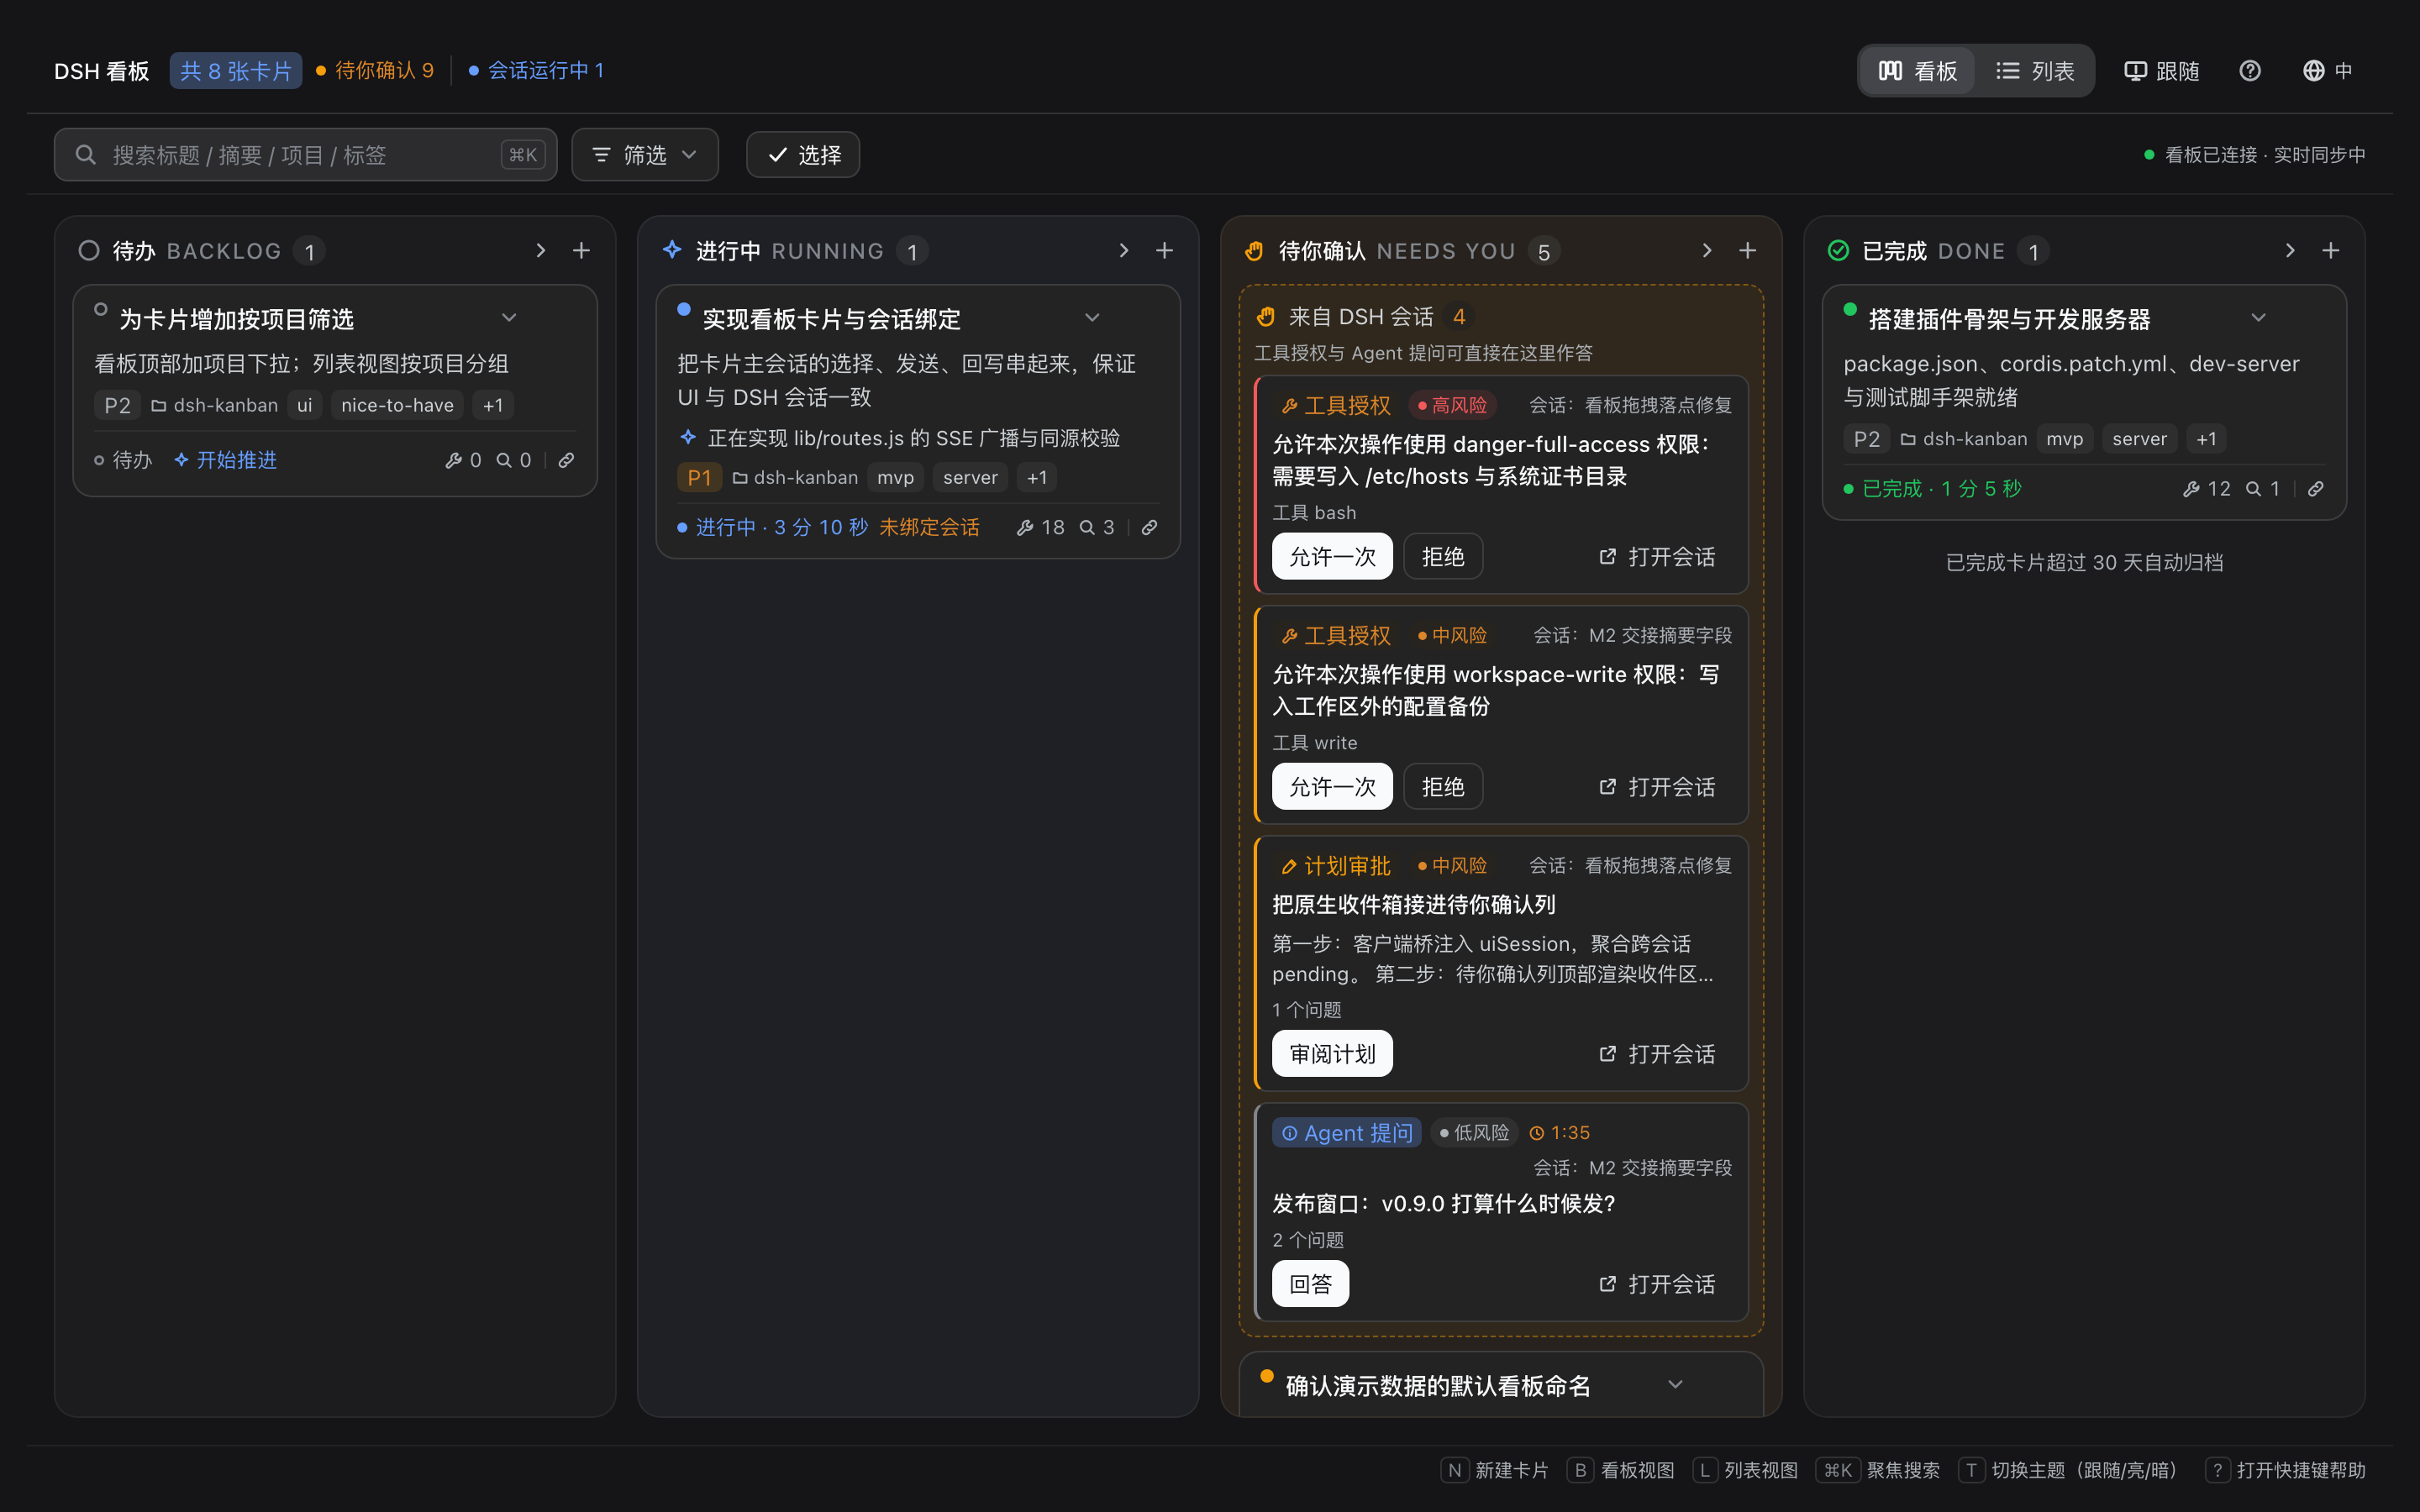 DSH 看板 共 8 张卡片 待你确认 9 会话运行中 1
看板 列表 跟随 中
搜索标题 / 摘要 / 项目 / 标签 ⌘K 筛选 选择
看板已连接 · 实时同步中
待办 BACKLOG 1
为卡片增加按项目筛选
看板顶部加项目下拉；列表视图按项目分组
P2 dsh-kanban ui nice-to-have +1
待办 开始推进 0 0
进行中 RUNNING 1
实现看板卡片与会话绑定
把卡片主会话的选择、发送、回写串起来，保证
UI 与 DSH 会话一致
正在实现 lib/routes.js 的 SSE 广播与同源校验
P1 dsh-kanban mvp server +1
进行中 · 3 分 10 秒 未绑定会话 18 3
待你确认 NEEDS YOU 5
来自 DSH 会话 4
工具授权与 Agent 提问可直接在这里作答
工具授权 高风险 会话：看板拖拽落点修复
允许本次操作使用 danger-full-access 权限：
需要写入 /etc/hosts 与系统证书目录
工具 bash
允许一次 拒绝 打开会话
工具授权 中风险 会话：M2 交接摘要字段
允许本次操作使用 workspace-write 权限：写
入工作区外的配置备份
工具 write
允许一次 拒绝 打开会话
计划审批 中风险 会话：看板拖拽落点修复
把原生收件箱接进待你确认列
第一步：客户端桥注入 uiSession，聚合跨会话
pending。 第二步：待你确认列顶部渲染收件区…
1 个问题
审阅计划 打开会话
Agent 提问 低风险 1:35
会话：M2 交接摘要字段
发布窗口：v0.9.0 打算什么时候发？
2 个问题
回答 打开会话
确认演示数据的默认看板命名
已完成 DONE 1
搭建插件骨架与开发服务器
package.json、cordis.patch.yml、dev-server
与测试脚手架就绪
P2 dsh-kanban mvp server +1
已完成 · 1 分 5 秒 12 1
已完成卡片超过 30 天自动归档
N 新建卡片 B 看板视图 L 列表视图 ⌘K 聚焦搜索 T 切换主题（跟随/亮/暗） ? 打开快捷键帮助